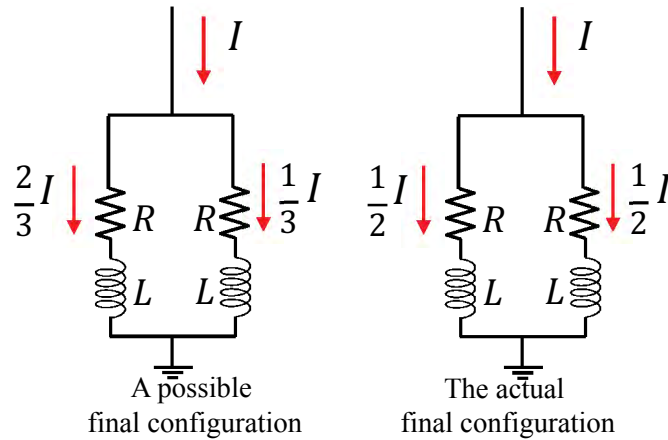 I
I
2/3 I
R
R
1/3 I
1/2 I
R
R
1/2 I
L
L
L
L
A possible
final configuration
The actual
final configuration